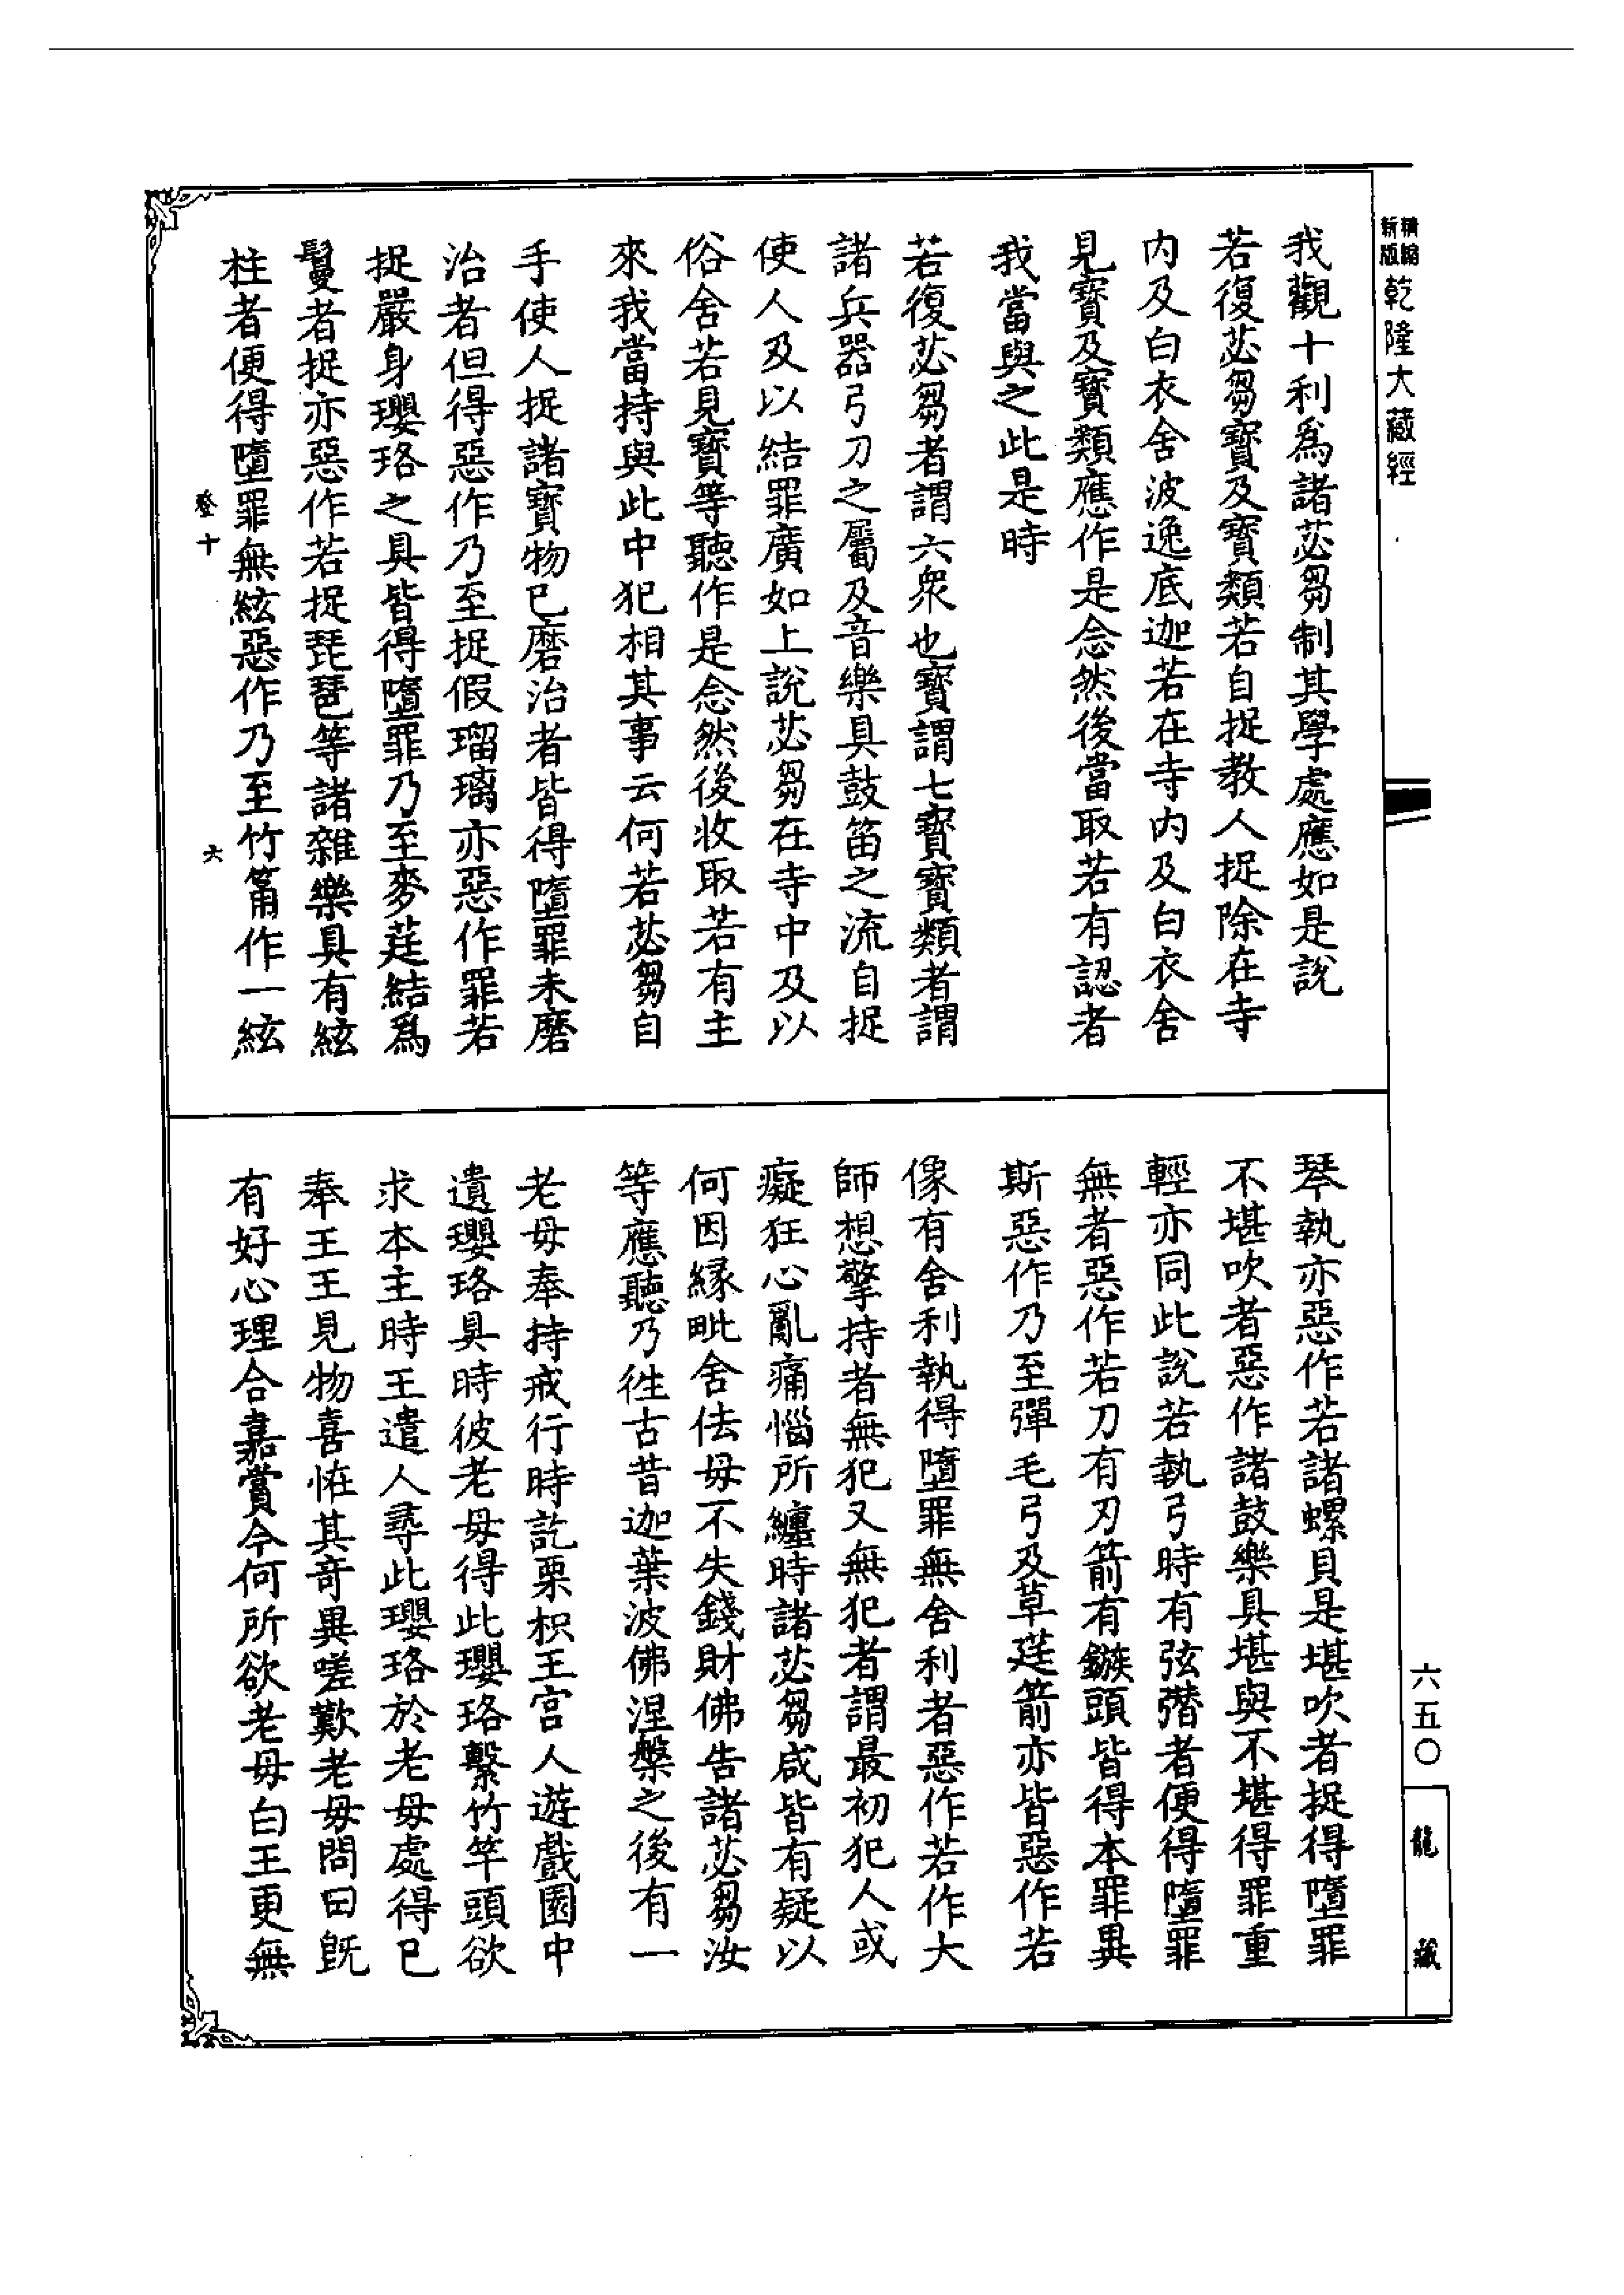 新版
精縮
乾隆大藏經
我觀十利為諸苾芻制其學處應如是說
若復苾芻寶及寶類若自捉教人捉除在寺
內及白衣舍波逸底迦若在寺內及白衣舍
見寶及寶類應作是念然後當取若有認者
我當與之此是時
若復苾芻者謂六衆也寶謂七寶寶類者謂
諸兵器弓刀之屬及音樂具鼓笛之流自捉
使人及以結罪廣如上說苾芻在寺中及以
俗舍若見寶等聽作是念然後收取若有主
來我當持與此中犯相其事云何若苾芻自
手使人捉諸寶物已磨治者皆得墮罪未磨
治者但得惡作乃至捉假瑠璃亦惡作罪若
捉嚴身瓔珞之具皆得墮罪乃至麥莛結為
鬘者捉亦惡作若捉琵琶等諸雜樂具有絃
柱者便得墮罪無絃惡作乃至竹筩作一絃
登十
六
琴執亦惡作若諸螺貝是堪吹者捉得墮罪
不堪吹者惡作諸鼓樂具堪與不堪得罪重
輕亦同此說若執弓時有弦𢐡者便得墮罪
無者惡作若刀有刃箭有鏃頭皆得本罪異
斯惡作乃至彈毛弓及草莛箭亦皆惡作若
像有舍利執得墮罪無舍利者惡作若作大
師想擎持者無犯又無犯者謂最初犯人或
癡狂心亂痛惱所纏時諸苾芻咸皆有疑以
何因緣毗舍佉母不失錢財佛告諸苾芻汝
等應聽乃徃古昔迦葉波佛涅槃之後有一
老母奉持戒行時訖栗枳王宮人遊戲園中
遺瓔珞具時彼老母得此瓔珞繫竹竿頭欲
求本主時王遣人尋此瓔珞於老母處得已
奉王王見物喜恠其竒異嗟歎老母問曰旣
有好心理合嘉賞今何所欲老母白王更無
六五〇
龍藏